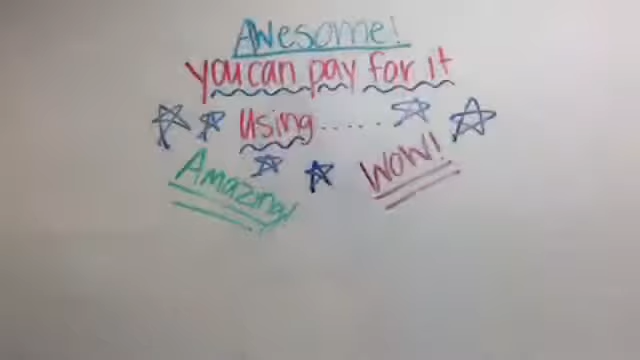 Awesome!
you can pay for it
Using.....
Amazing!
WOW!